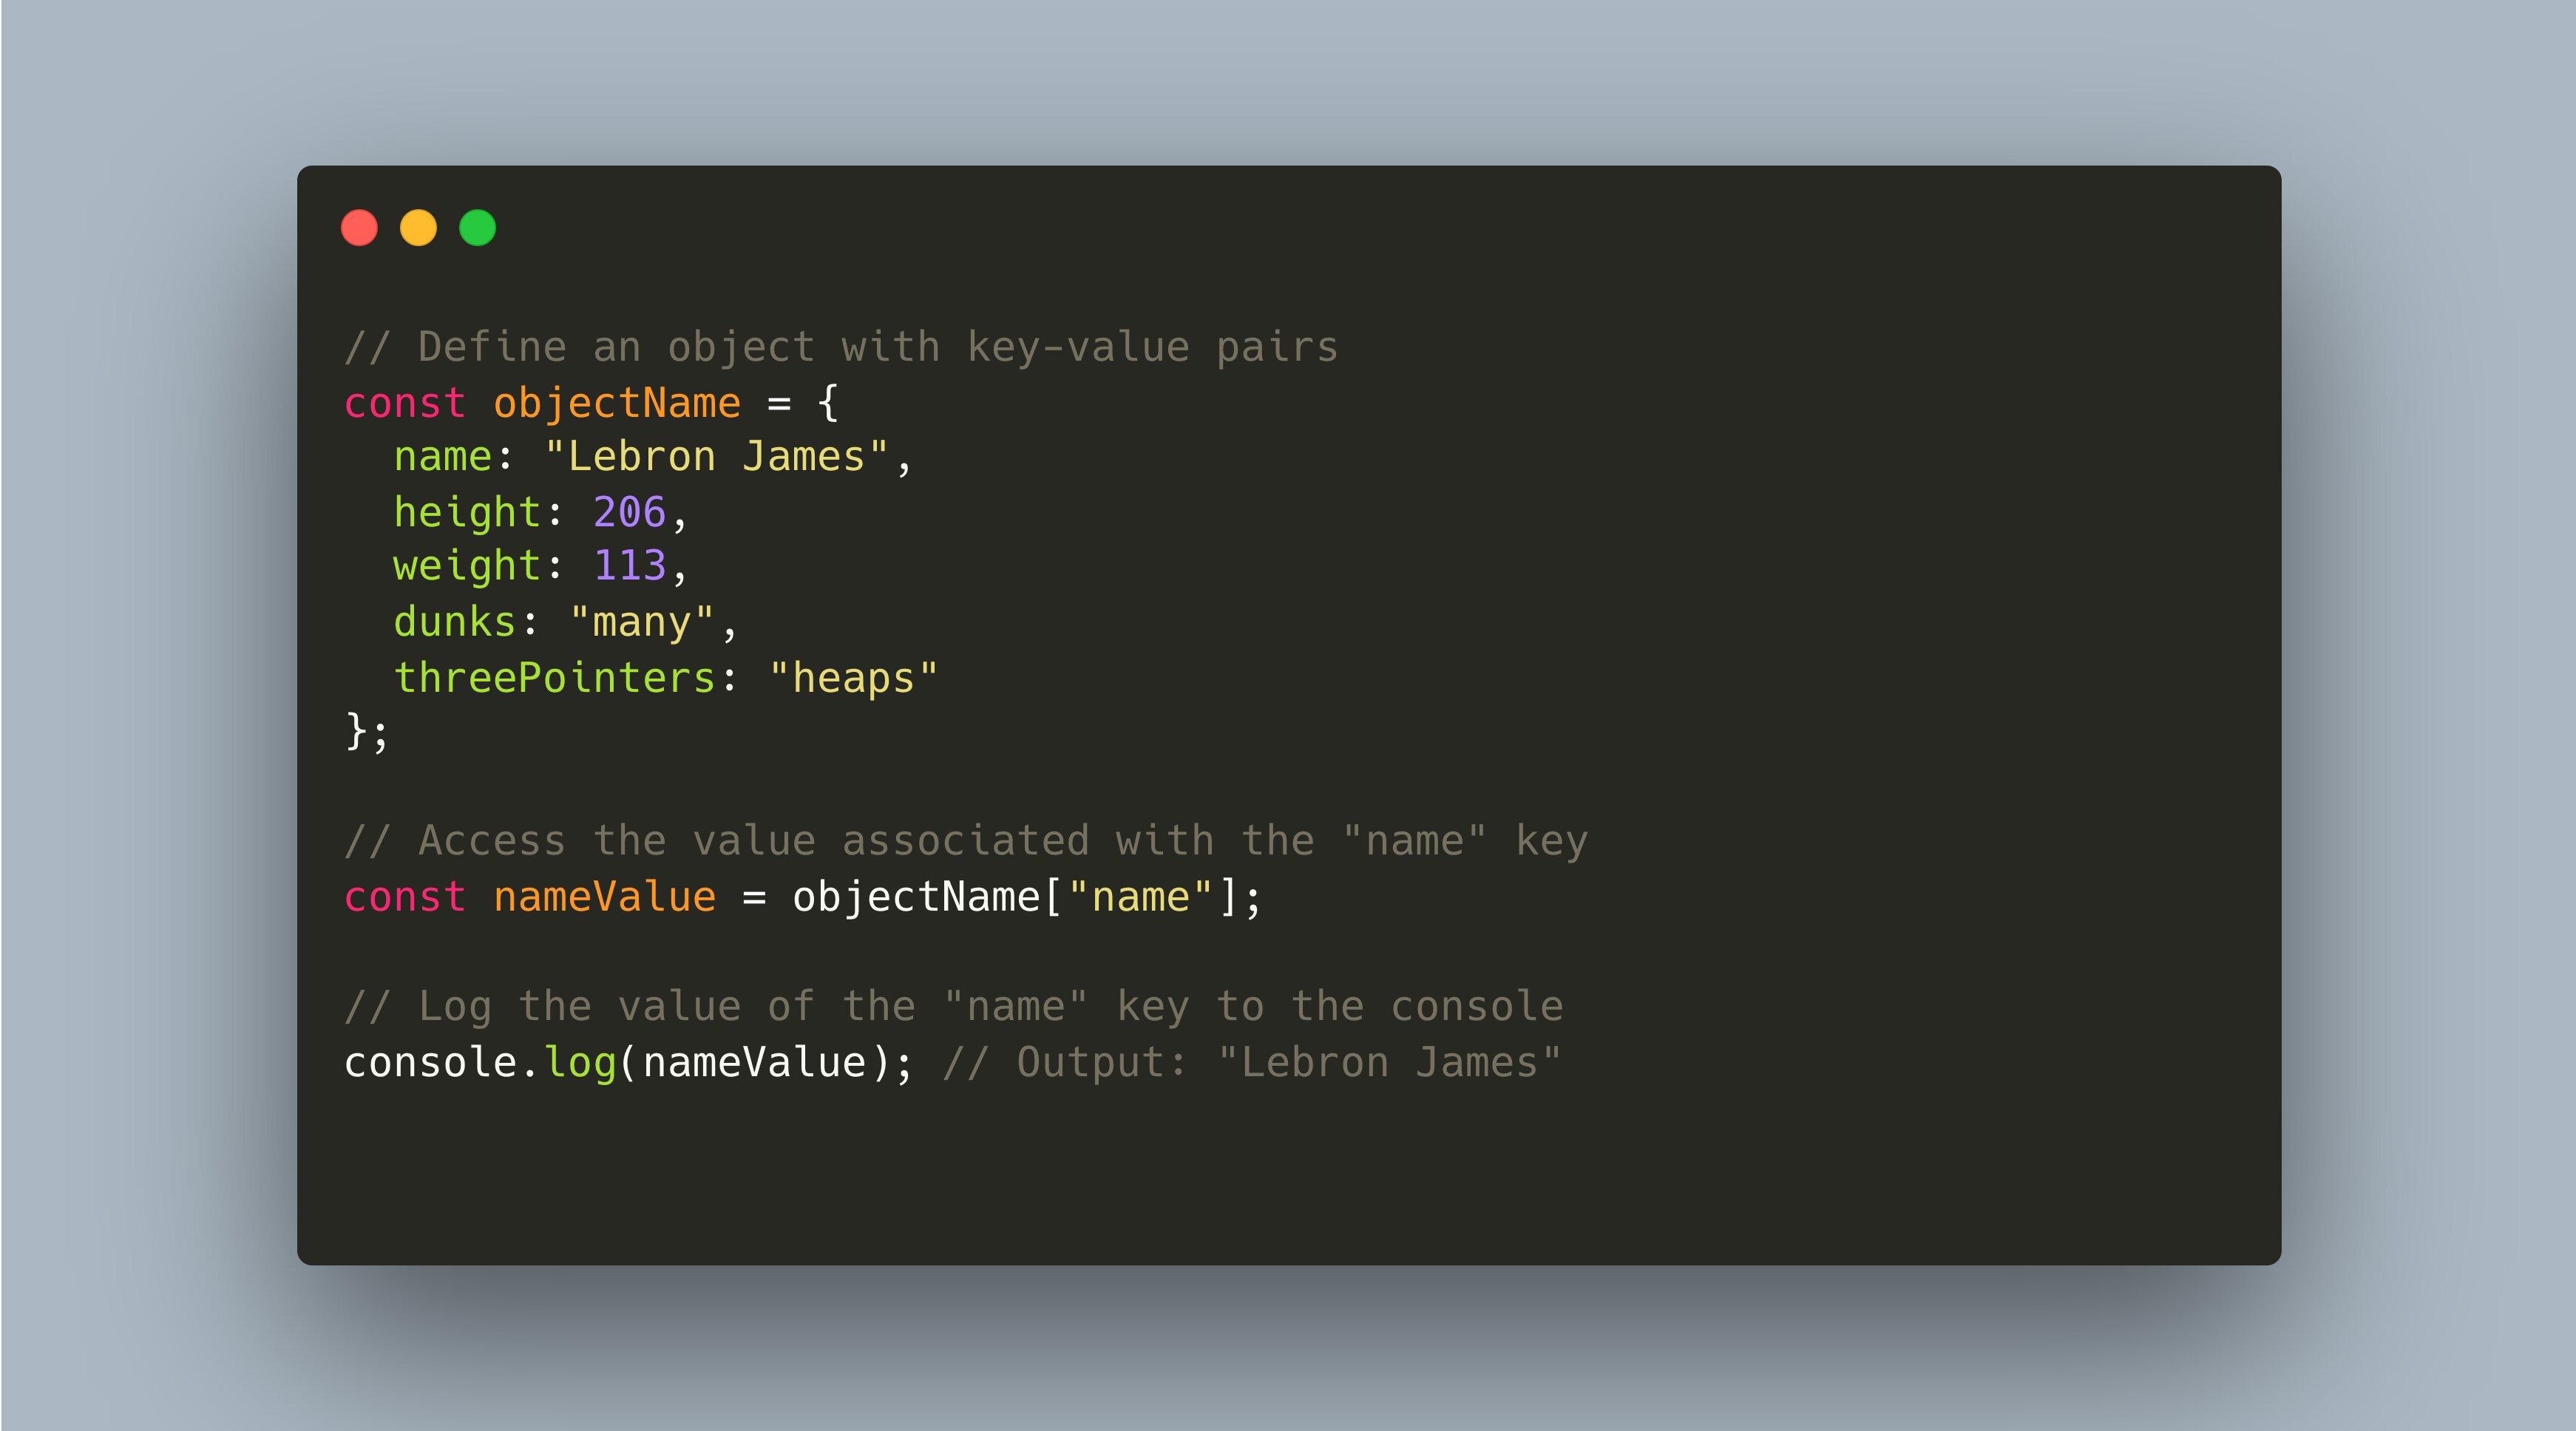 // Define an object with key-value pairs
const objectName = {
  name: "Lebron James",
  height: 206,
  weight: 113,
  dunks: "many",
  threePointers: "heaps"
};
// Access the value associated with the "name" key
const nameValue = objectName["name"];
// Log the value of the "name" key to the console
console.log(nameValue); // Output: "Lebron James"